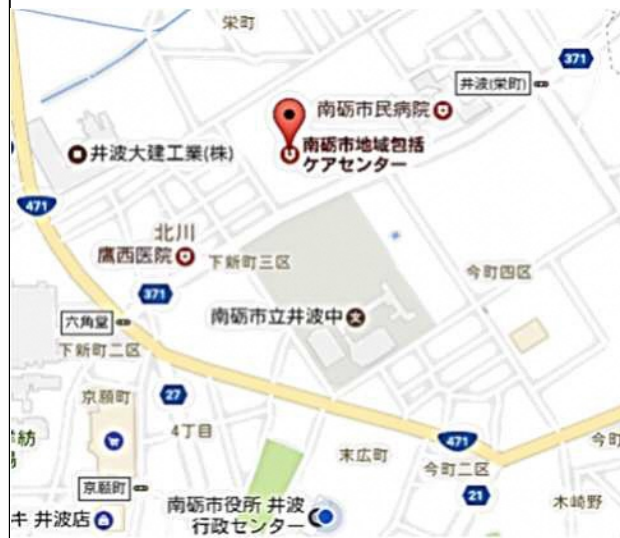 栄町
371
井波(栄町)
南砺市民病院
南砺市地域包括
ケアセンター
井波大建工業(株)
471
北川
鷹西医院
下新町三区
今町四区
371
南砺市立井波中
文
六角堂
下新町二区
京願町
27
4丁目
471
末広町
今町二区
今町
京願町
21
木崎野
南砺市役所 井波
行政センター
キ 井波店
紡